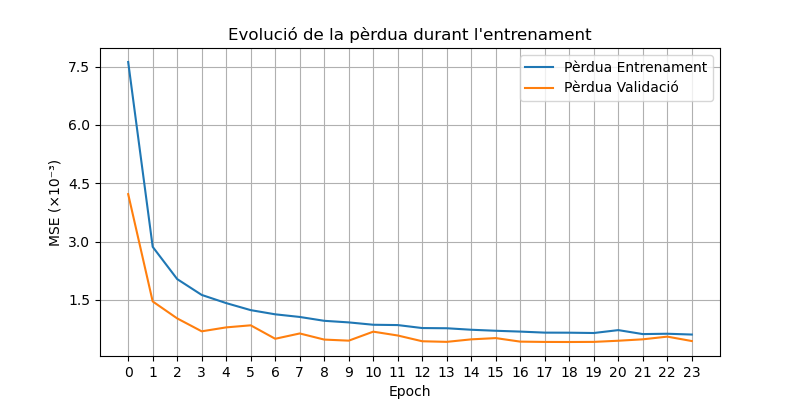 Evolució de la pèrdua durant l'entrenament
Pèrdua Entrenament
Pèrdua Validació
MSE (×10⁻³)
7.5
6.0
4.5
3.0
1.5
0 1 2 3 4 5 6 7 8 9 10 11 12 13 14 15 16 17 18 19 20 21 22 23
Epoch